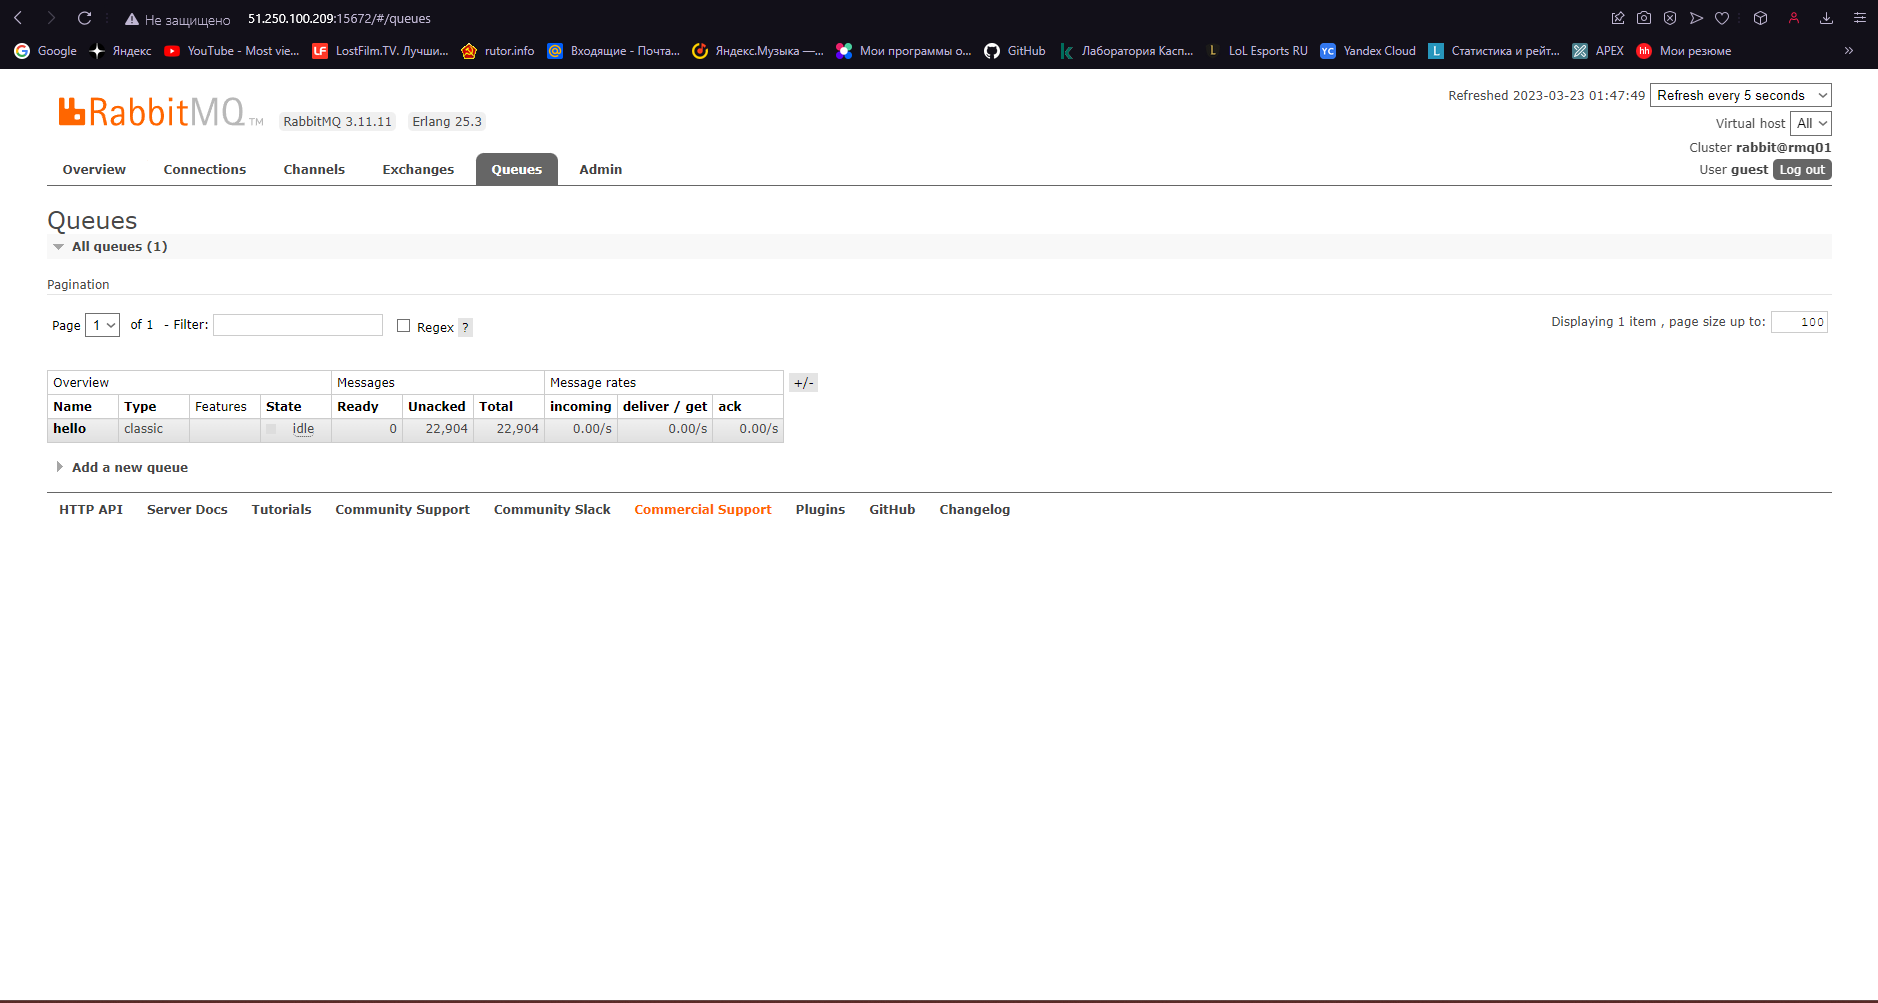 Не защищено 51.250.100.209:15672/#/queues
Google Яндекс YouTube - Most vie... LostFilm.TV. Лучши... rutor.info Входящие - Почта... Яндекс.Музыка —... Мои программы о... GitHub Лаборатория Касп... LoL Esports RU Yandex Cloud Статистика и рейт... APEX Мои резюме »
RabbitMQ TM RabbitMQ 3.11.11 Erlang 25.3
Refreshed 2023-03-23 01:47:49 Refresh every 5 seconds
Virtual host All
Cluster rabbit@rmq01
User guest Log out
Overview Connections Channels Exchanges Queues Admin
Queues
All queues (1)
Pagination
Page 1 of 1 - Filter: Regex ? Displaying 1 item , page size up to: 100
Overview Messages Message rates +/-
Name Type Features State Ready Unacked Total incoming deliver / get ack
hello classic idle 0 22,904 22,904 0.00/s 0.00/s 0.00/s
Add a new queue
HTTP API Server Docs Tutorials Community Support Community Slack Commercial Support Plugins GitHub Changelog